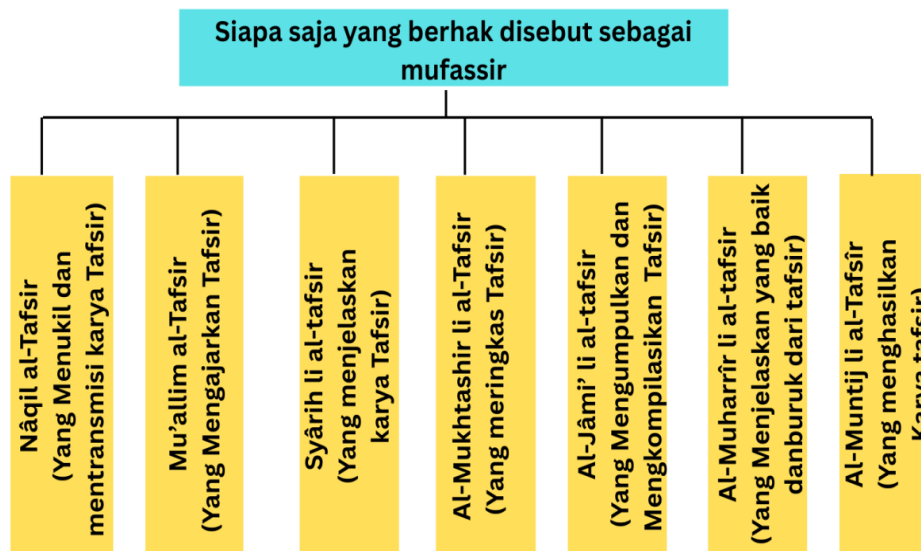 Siapa saja yang berhak disebut sebagai
mufassir
Nâqil al-Tafsir
(Yang Menukil dan
mentransmisi karya Tafsir)
Mu’allim al-Tafsir
(Yang Mengajarkan Tafsir)
Syârih li al-tafsir
(Yang menjelaskan
karya Tafsir)
Al-Mukhtashir li al-Tafsir
(Yang meringkas Tafsir)
Al-Jâmi’ li al-tafsir
(Yang Mengumpulkan dan
Mengkompilasikan Tafsir)
Al-Muharrîr li al-tafsir
(Yang Menjelaskan yang baik
danburuk dari tafsir)
Al-Muntij li al-Tafsîr
(Yang menghasilkan
Karya tafsir)